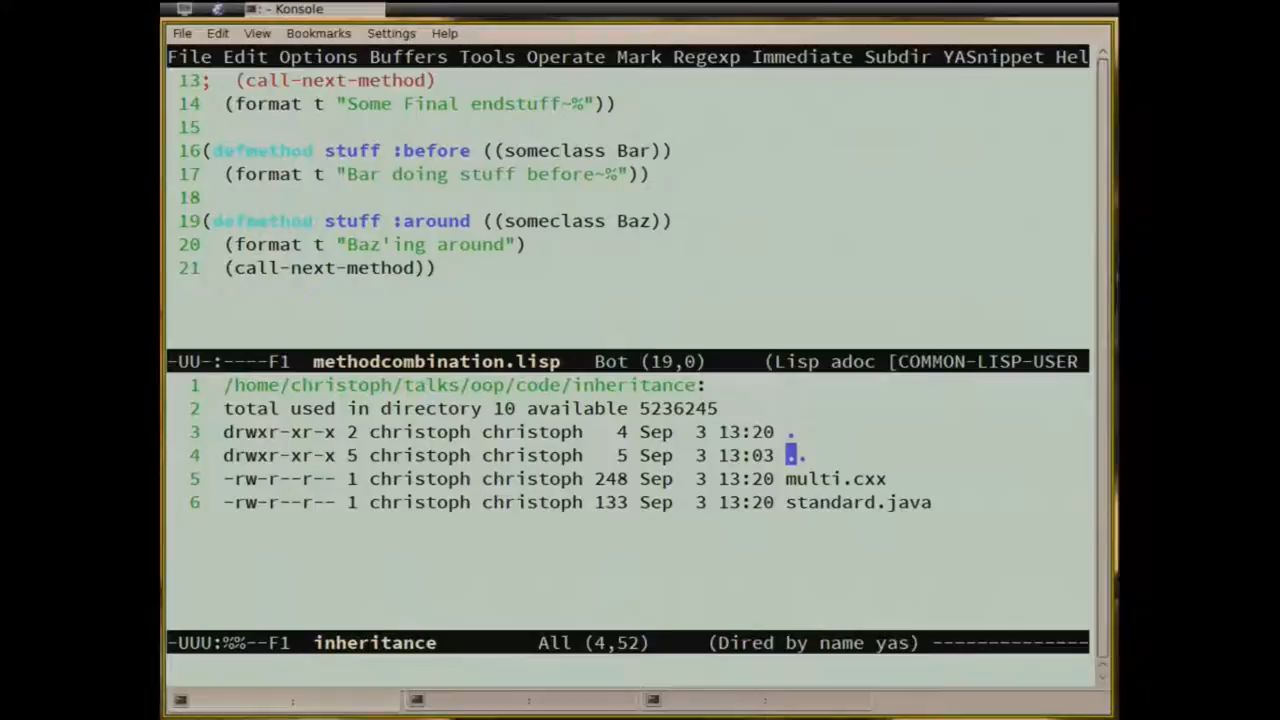 : - Konsole
File Edit View Bookmarks Settings Help
File Edit Options Buffers Tools Operate Mark Regexp Immediate Subdir YASnippet Hel
13;  (call-next-method)
14  (format t "Some Final endstuff~%"))
15
16(defmethod stuff :before ((someclass Bar))
17  (format t "Bar doing stuff before~%"))
18
19(defmethod stuff :around ((someclass Baz))
20  (format t "Baz'ing around")
21  (call-next-method))
-UU-:----F1  methodcombination.lisp   Bot (19,0)     (Lisp adoc [COMMON-LISP-USER
1  /home/christoph/talks/oop/code/inheritance:
2  total used in directory 10 available 5236245
3  drwxr-xr-x 2 christoph christoph   4 Sep  3 13:20 .
4  drwxr-xr-x 5 christoph christoph   5 Sep  3 13:03 ..
5  -rw-r--r-- 1 christoph christoph 248 Sep  3 13:20 multi.cxx
6  -rw-r--r-- 1 christoph christoph 133 Sep  3 13:20 standard.java
-UUU:%%--F1  inheritance         All (4,52)     (Dired by name yas) --------------
: : :